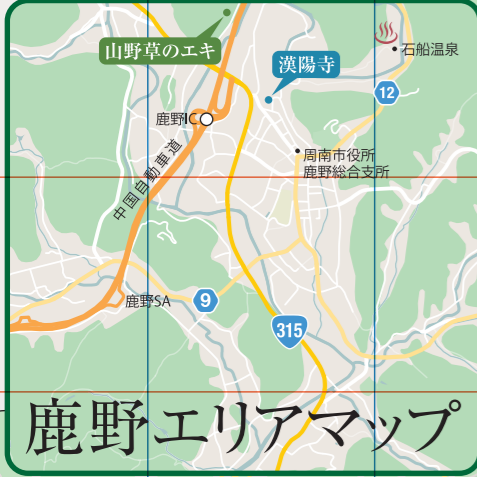 山野草のエキ
石船温泉
漢陽寺
12
鹿野IC
周南市役所
鹿野総合支所
中国自動車道
9
鹿野SA
315
鹿野エリアマップ